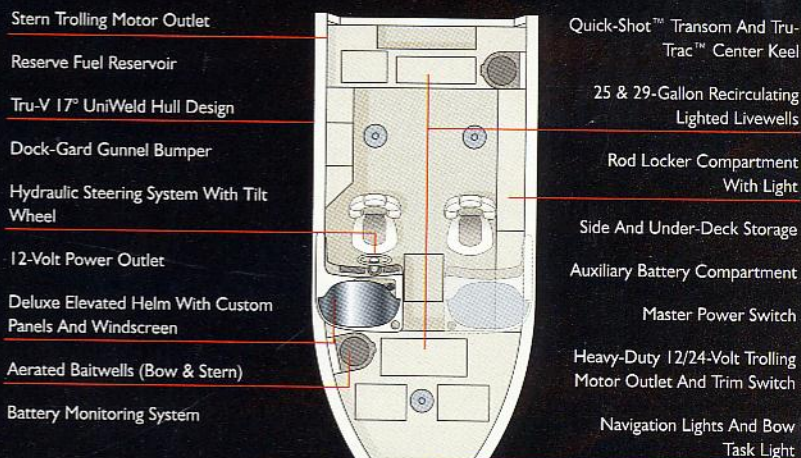 Stern Trolling Motor Outlet
Reserve Fuel Reservoir
Tru-V 17° UniWeld Hull Design
Dock-Gard Gunnel Bumper
Hydraulic Steering System With Tilt
Wheel
12-Volt Power Outlet
Deluxe Elevated Helm With Custom
Panels And Windscreen
Aerated Baitwells (Bow & Stern)
Battery Monitoring System
Quick-Shot™ Transom And Tru-
Trac™ Center Keel
25 & 29-Gallon Recirculating
Lighted Livewells
Rod Locker Compartment
With Light
Side And Under-Deck Storage
Auxiliary Battery Compartment
Master Power Switch
Heavy-Duty 12/24-Volt Trolling
Motor Outlet And Trim Switch
Navigation Lights And Bow
Task Light